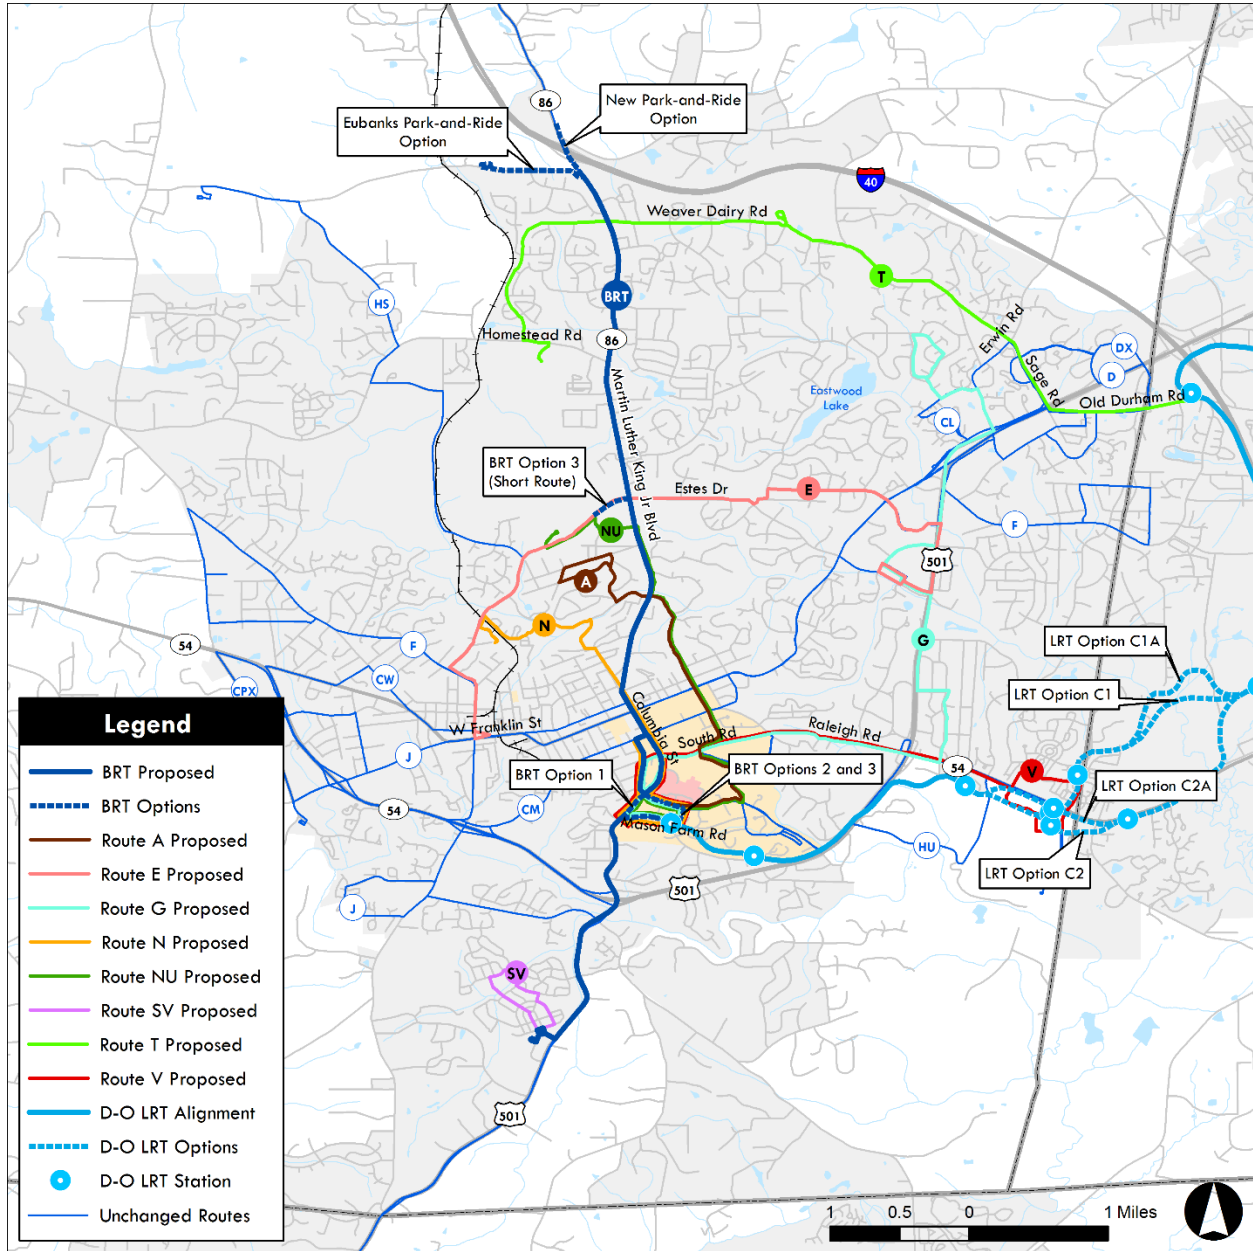 86
New Park-and-Ride
Option
Eubanks Park-and-Ride
Option
40
Weaver Dairy Rd
T
HS
BRT
Homestead Rd
86
Erwin Rd
DX
D
Sage Rd
Old Durham Rd
Eastwood
Lake
Martin Luther King Jr Blvd
CL
BRT Option 3
(Short Route)
Estes Dr
E
NU
F
501
A
N
54
F
G
LRT Option C1A
CW
CPX
LRT Option C1
Columbia St
W Franklin St
South Rd
Raleigh Rd
J
54
V
BRT Option 1
BRT Options 2 and 3
LRT Option C2A
54
CM
Mason Farm Rd
HU
LRT Option C2
501
J
SV
501
Legend
BRT Proposed
BRT Options
Route A Proposed
Route E Proposed
Route G Proposed
Route N Proposed
Route NU Proposed
Route SV Proposed
Route T Proposed
Route V Proposed
D-O LRT Alignment
D-O LRT Options
D-O LRT Station
Unchanged Routes
1 0.5 0 1 Miles